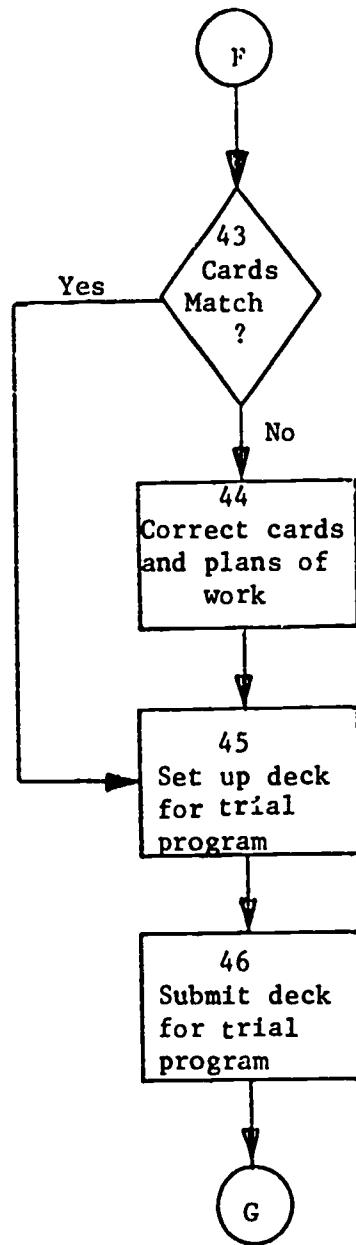 F
43
Cards
Match
?
Yes
No
44
Correct cards
and plans of
work
45
Set up deck
for trial
program
46
Submit deck
for trial
program
G